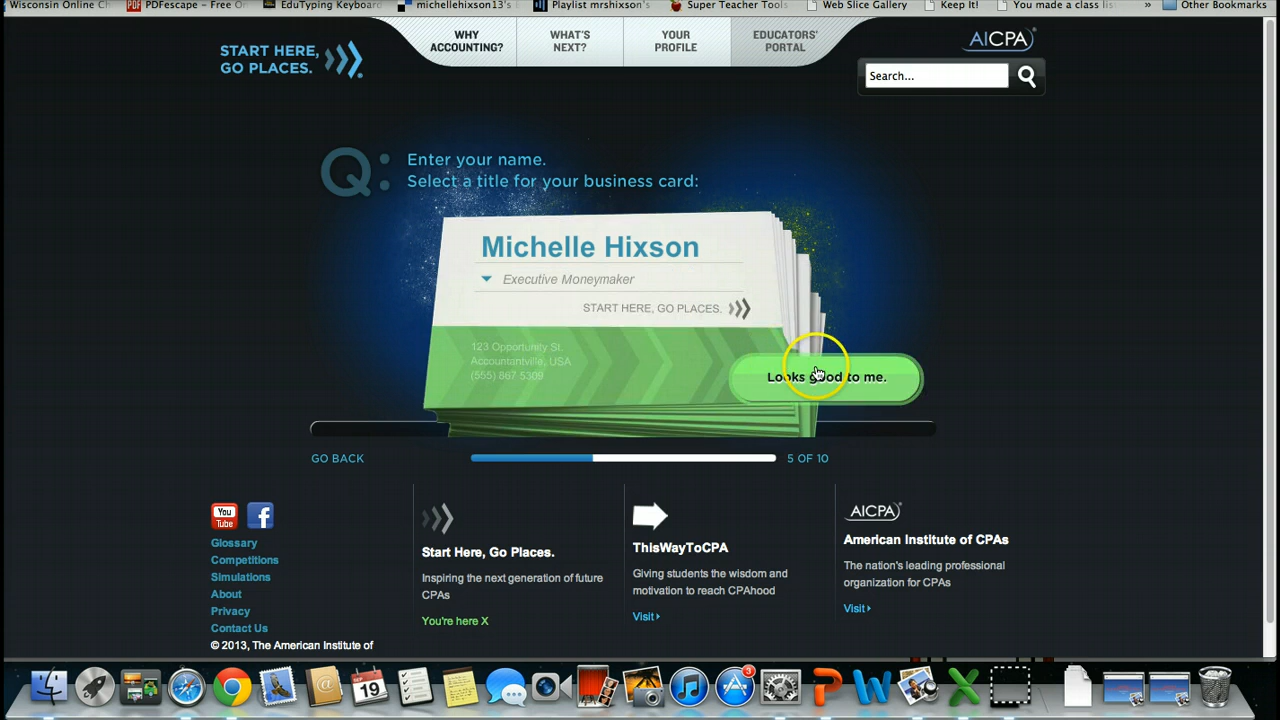 Wisconsin Online Ch
PDFescape - Free O
EduTyping Keyboard
michellehixson13's
Playlist mrshixson's
Super Teacher Tools
Web Slice Gallery
Keep It!
You made a class lis
»
Other Bookmarks
START HERE,
GO PLACES.
WHY
ACCOUNTING?
WHAT'S
NEXT?
YOUR
PROFILE
EDUCATORS'
PORTAL
AICPA
Search...
Q:
Enter your name.
Select a title for your business card:
Michelle Hixson
Executive Moneymaker
START HERE, GO PLACES.
123 Opportunity St.
Accountantville, USA
(555) 867-5309
Looks good to me.
GO BACK
5 OF 10
You
Tube
f
Glossary
Competitions
Simulations
About
Privacy
Contact Us
© 2013, The American Institute of
Start Here, Go Places.
Inspiring the next generation of future
CPAs
You're here X
ThisWayToCPA
Giving students the wisdom and
motivation to reach CPAhood
Visit
AICPA
American Institute of CPAs
The nation's leading professional
organization for CPAs
Visit
19
3